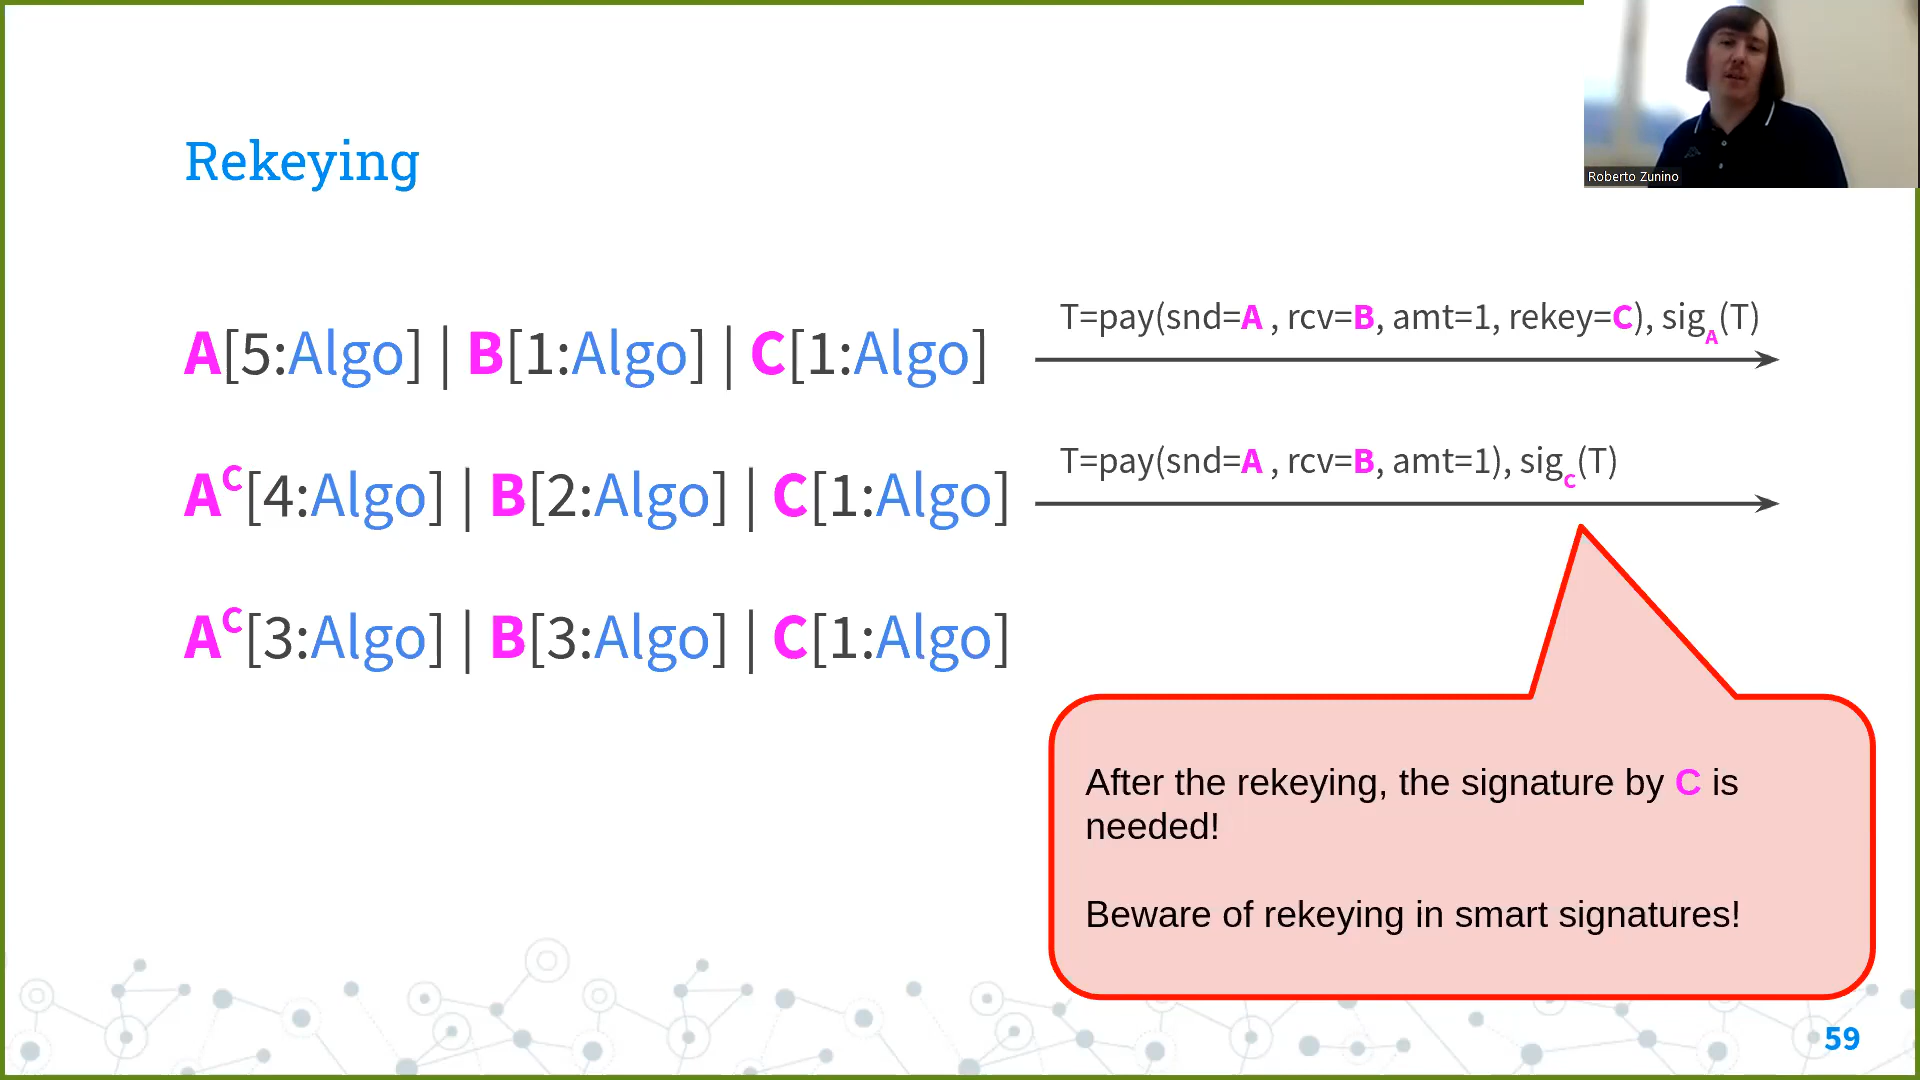 Roberto Zunino
Rekeying
A[5:Algo] | B[1:Algo] | C[1:Algo]
T=pay(snd=A , rcv=B, amt=1, rekey=C), sigA(T)
AC[4:Algo] | B[2:Algo] | C[1:Algo]
T=pay(snd=A , rcv=B, amt=1), sigC(T)
AC[3:Algo] | B[3:Algo] | C[1:Algo]
After the rekeying, the signature by C is
needed!
Beware of rekeying in smart signatures!
59